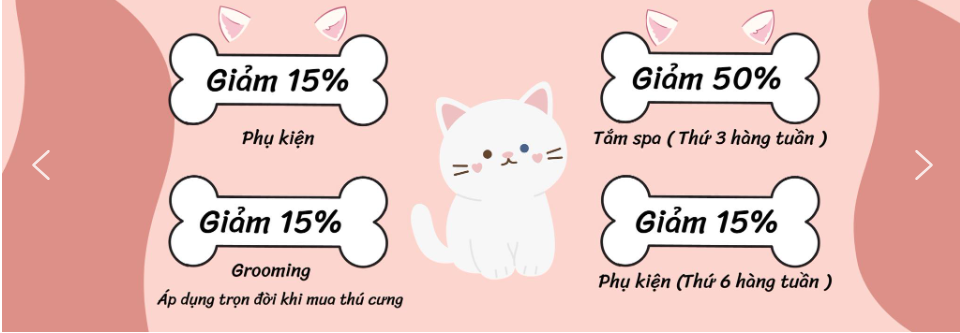 Giảm 15%
Phụ kiện
Giảm 15%
Grooming
Áp dụng trọn đời khi mua thú cưng
Giảm 50%
Tắm spa ( Thứ 3 hàng tuần )
Giảm 15%
Phụ kiện (Thứ 6 hàng tuần )